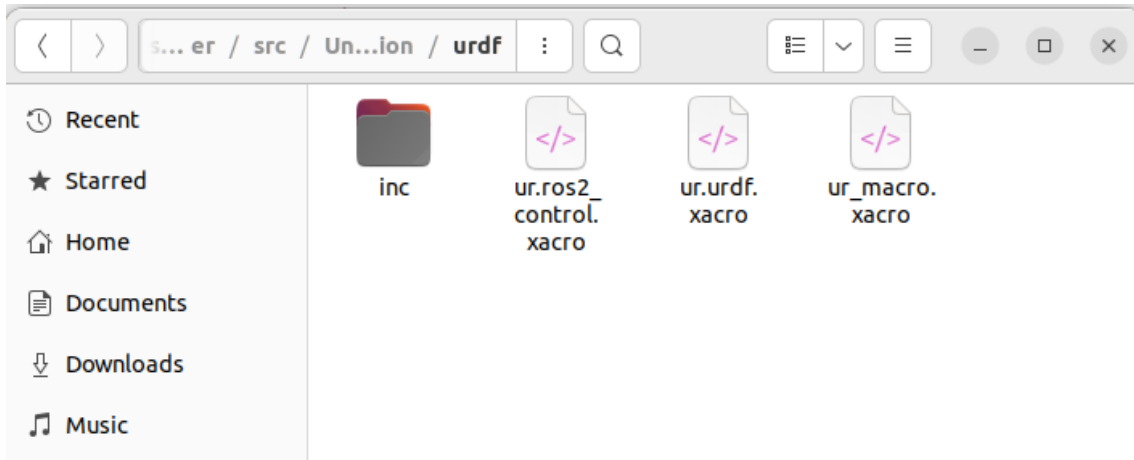 s... er / src / Un...ion / urdf
Recent
Starred
Home
Documents
Downloads
Music
inc
ur.ros2_
control.
xacro
ur.urdf.
xacro
ur_macro.
xacro